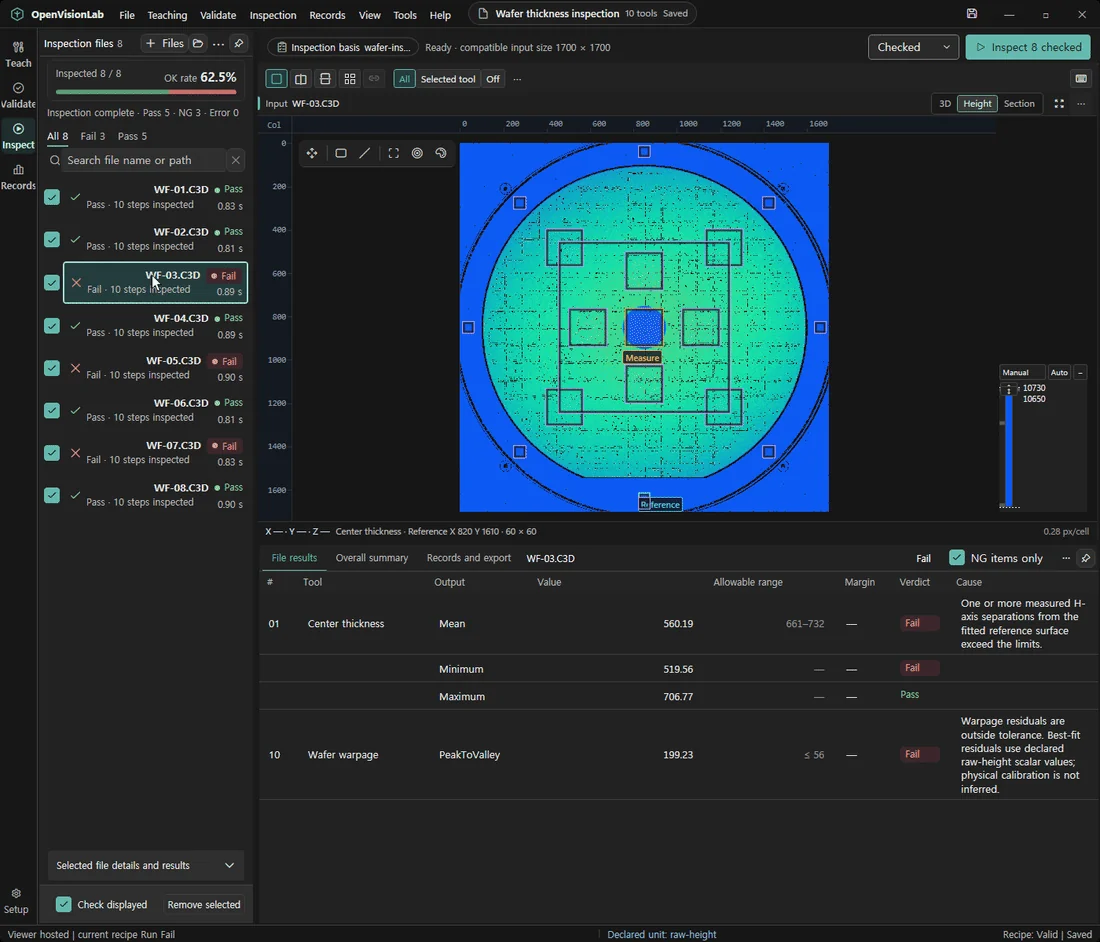 OpenVisionLab File Teaching Validate Inspection Records View Tools Help Wafer thickness inspection 10 tools Saved
Teach
Validate
Inspect
Records
Setup
Inspection files 8 + Files ...
Inspected 8 / 8 OK rate 62.5%
Inspection complete · Pass 5 · NG 3 · Error 0
All 8 Fail 3 Pass 5
Search file name or path
WF-01.C3D Pass
Pass · 10 steps inspected 0.83 s
WF-02.C3D Pass
Pass · 10 steps inspected 0.81 s
WF-03.C3D Fail
Fail · 10 steps inspected 0.89 s
WF-04.C3D Pass
Pass · 10 steps inspected 0.89 s
WF-05.C3D Fail
Fail · 10 steps inspected 0.90 s
WF-06.C3D Pass
Pass · 10 steps inspected 0.81 s
WF-07.C3D Fail
Fail · 10 steps inspected 0.83 s
WF-08.C3D Pass
Pass · 10 steps inspected 0.90 s
Selected file details and results
Check displayed Remove selected
Inspection basis wafer-ins... Ready · compatible input size 1700 × 1700 Checked Inspect 8 checked
All Selected tool Off ...
Input WF-03.C3D 3D Height Section ...
Col 0 200 400 600 800 1000 1200 1400 1600
0
200
400
600
800
1000
1200
1400
1600
Measure
Reference
Manual Auto –
10730
10650
X — · Y — · Z — Center thickness · Reference X 820 Y 1610 · 60 × 60 0.28 px/cell
File results Overall summary Records and export WF-03.C3D Fail NG items only ...
# Tool Output Value Allowable range Margin Verdict Cause
01 Center thickness Mean 560.19 661–732 — Fail
One or more measured H-
axis separations from the
fitted reference surface
exceed the limits.
Minimum 519.56 — — Fail
Maximum 706.77 — — Pass
10 Wafer warpage PeakToValley 199.23 ≤ 56 — Fail
Warpage residuals are
outside tolerance. Best-fit
residuals use declared
raw-height scalar values;
physical calibration is not
inferred.
Viewer hosted | current recipe Run Fail Declared unit: raw-height Recipe: Valid | Saved